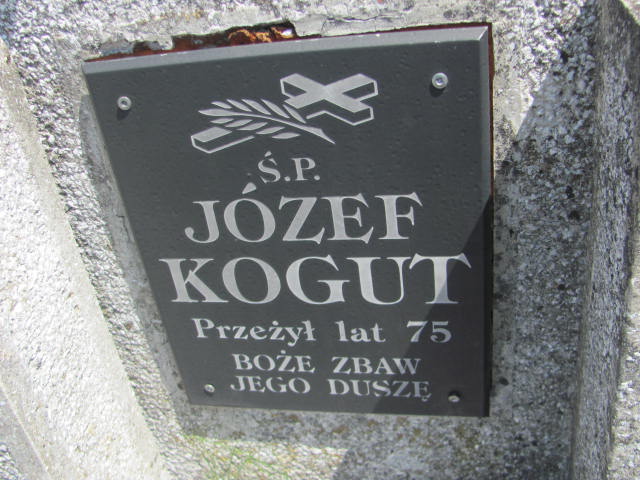 Ś.P.
JÓZEF
KOGUT
Przeżył lat 75
BOŻE ZBAW
JEGO DUSZĘ